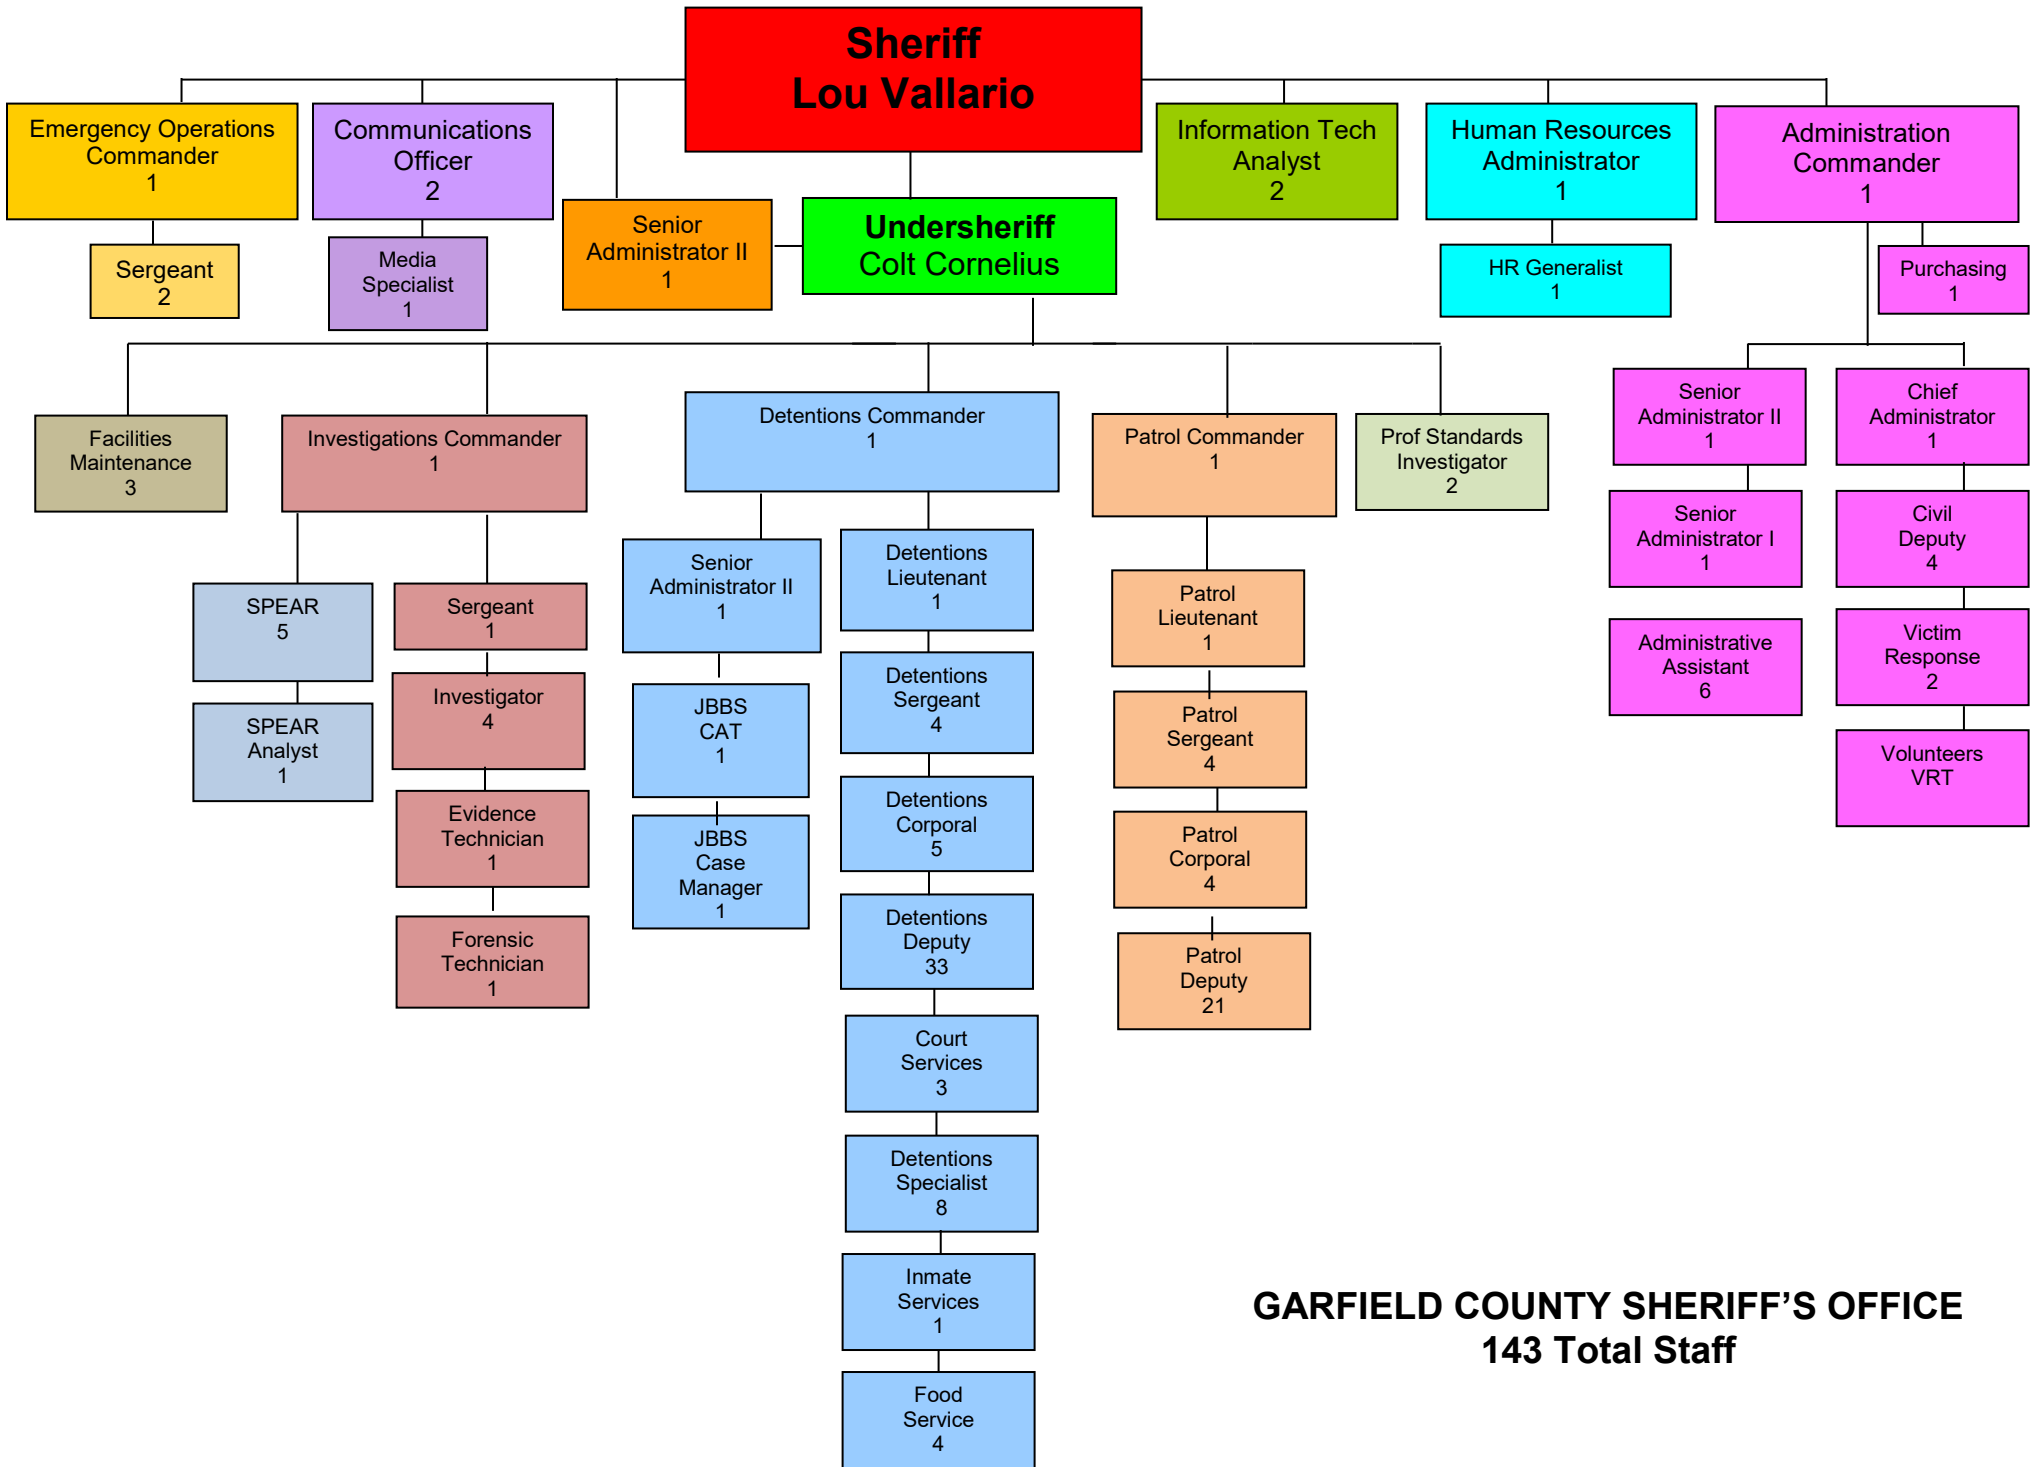 Sheriff
Lou Vallario
Emergency Operations
Commander
1
Communications
Officer
2
Information Tech
Analyst
2
Human Resources
Administrator
1
Administration
Commander
1
Sergeant
2
Media
Specialist
1
Senior
Administrator II
1
Undersheriff
Colt Cornelius
HR Generalist
1
Purchasing
1
Facilities
Maintenance
3
Investigations Commander
1
Detentions Commander
1
Patrol Commander
1
Prof Standards
Investigator
2
Senior
Administrator II
1
Chief
Administrator
1
SPEAR
5
SPEAR
Analyst
1
Sergeant
1
Investigator
4
Evidence
Technician
1
Forensic
Technician
1
Senior
Administrator II
1
JBBS
CAT
1
JBBS
Case
Manager
1
Detentions
Lieutenant
1
Detentions
Sergeant
4
Detentions
Corporal
5
Detentions
Deputy
33
Court
Services
3
Detentions
Specialist
8
Inmate
Services
1
Food
Service
4
Patrol
Lieutenant
1
Patrol
Sergeant
4
Patrol
Corporal
4
Patrol
Deputy
21
Senior
Administrator I
1
Administrative
Assistant
6
Civil
Deputy
4
Victim
Response
2
Volunteers
VRT
GARFIELD COUNTY SHERIFF’S OFFICE
143 Total Staff